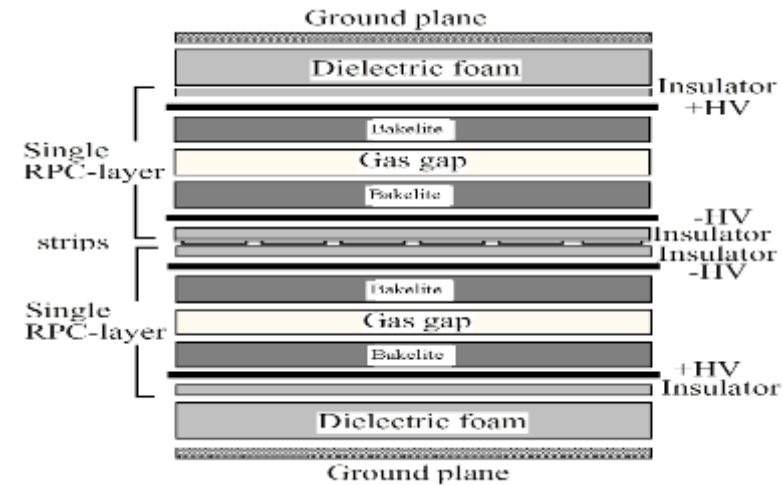 Ground plane
Dielectric foam
Insulator
+HV
Bakelite
Single
RPC-layer
Gas gap
Bakelite
-HV
Insulator
strips
Insulator
-HV
Bakelite
Single
RPC-layer
Gas gap
Bakelite
+HV
Insulator
Dielectric foam
Ground plane